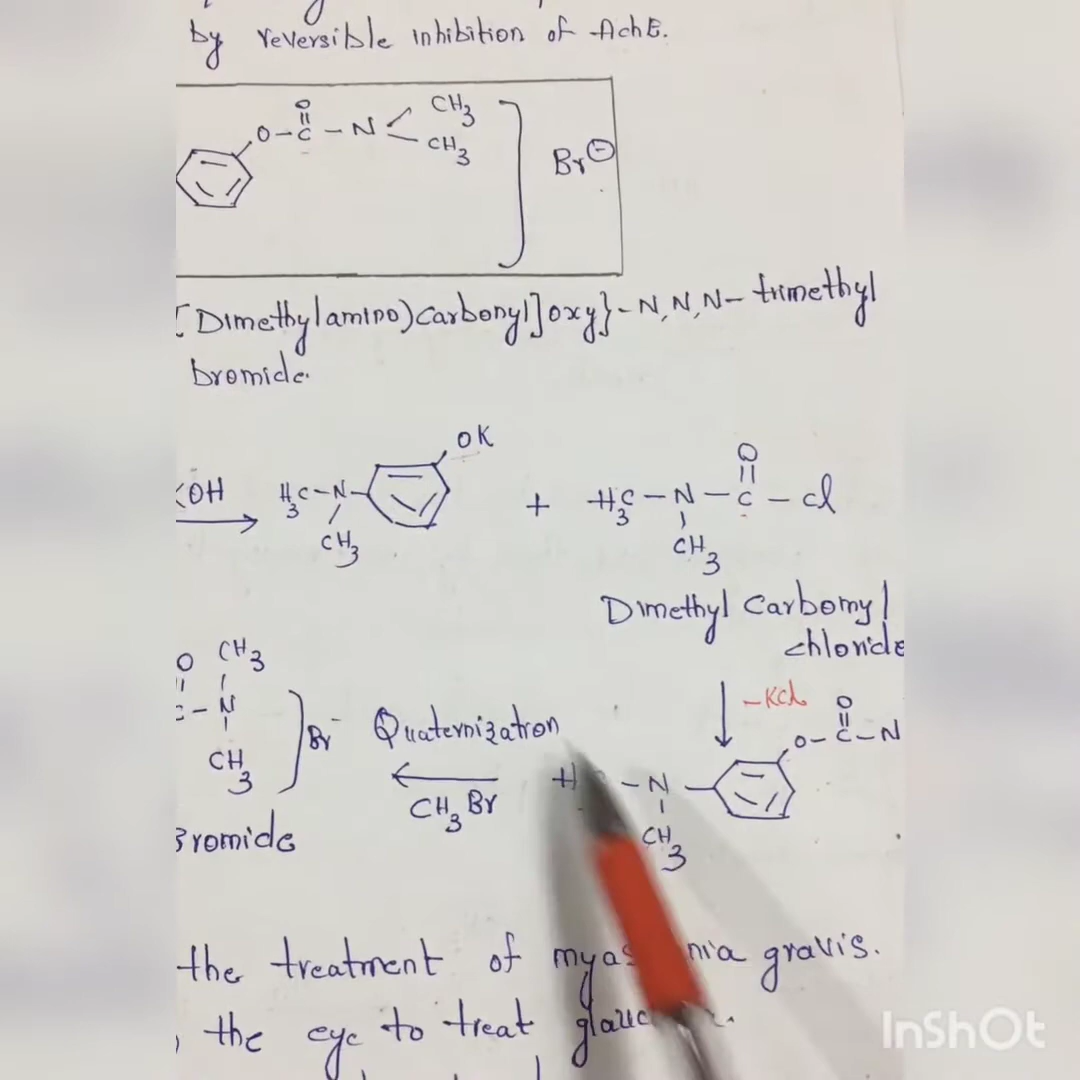 by reversible inhibition of AchE.
O
O-C-N
CH3
CH3
Br⊖
[Dimethylamino)carbonyl]oxy}-N,N,N-trimethyl
bromide.
OK
KOH H3C-N
CH3
+
O
H3C-N-C-Cl
CH3
Dimethyl Carbomyl
chloride
-KCl
O CH3
C-N
CH3
Br-
Bromide
Quaternization
CH3Br
O
O-C-N
-N
CH3
the treatment of gravis.
the eye to treat
InShOt